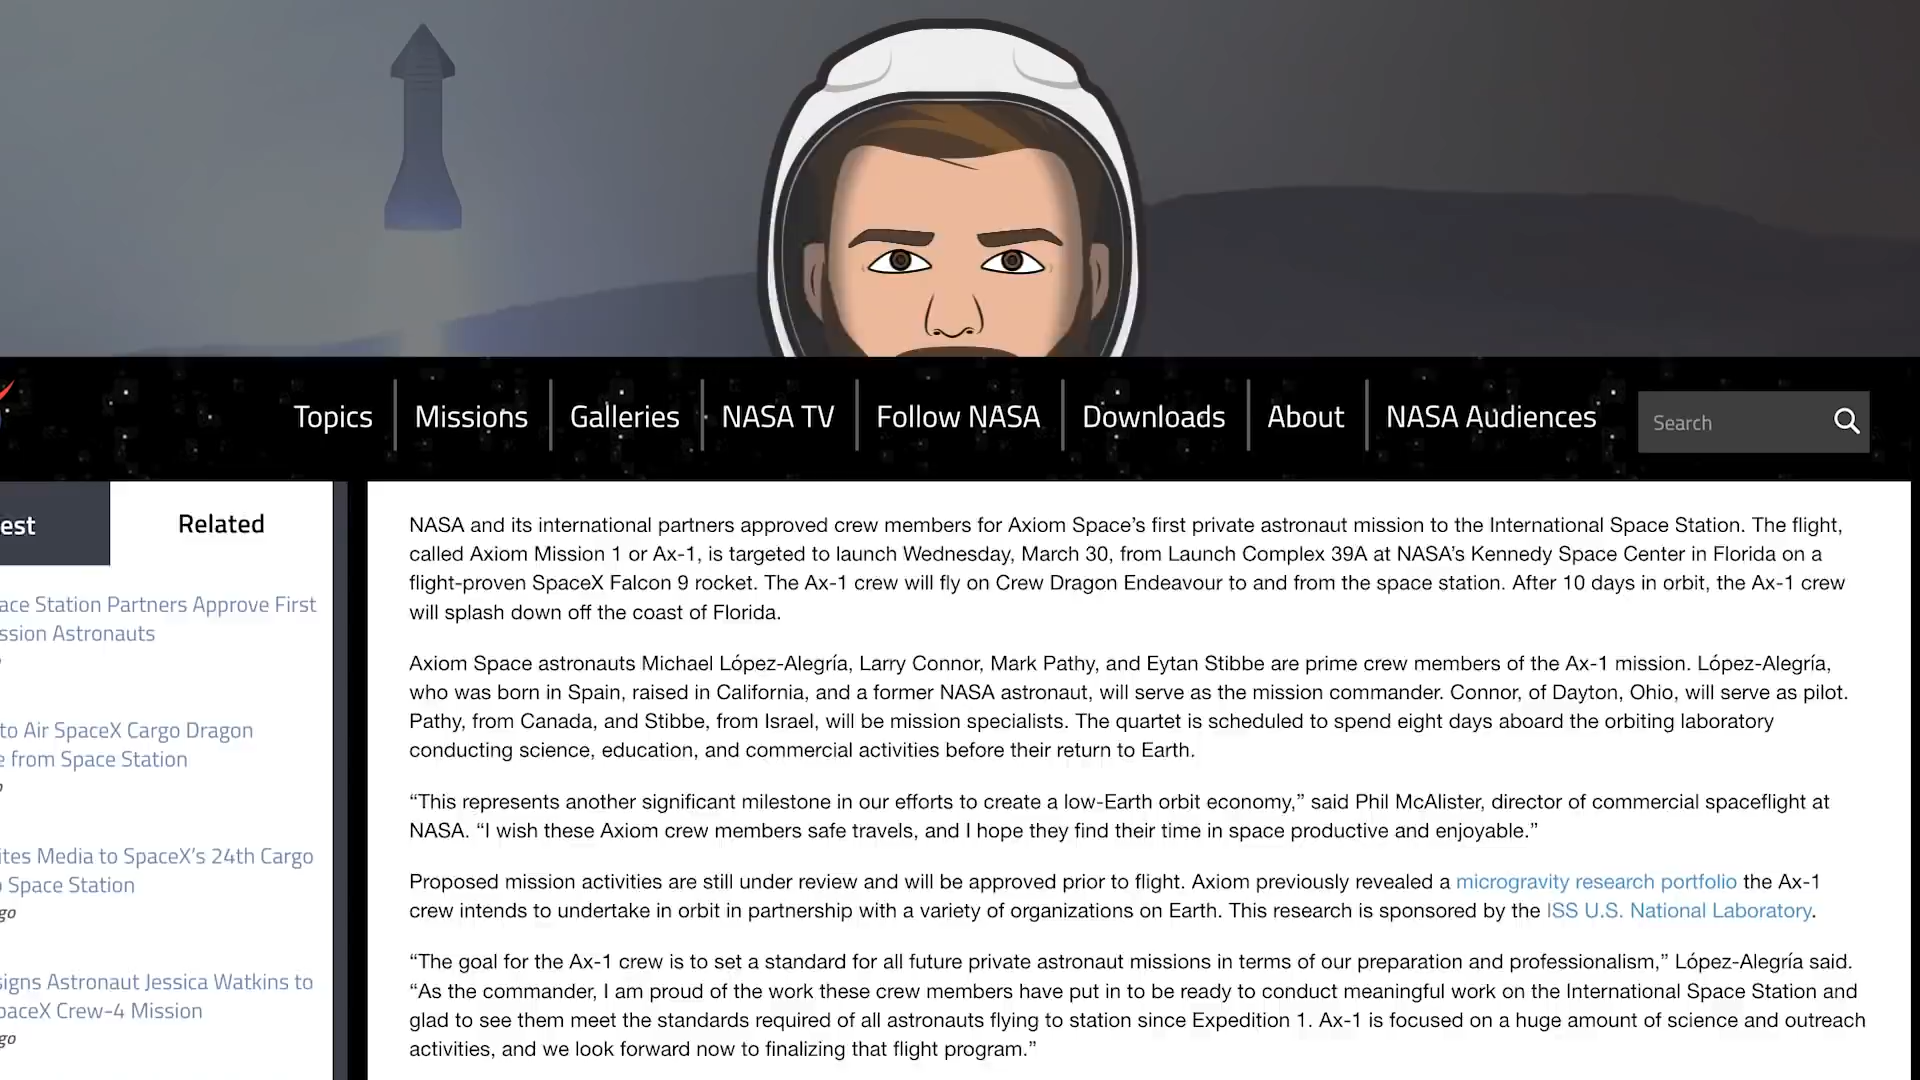 Topics
Missions
Galleries
NASA TV
Follow NASA
Downloads
About
NASA Audiences
Search
est
Related
ace Station Partners Approve First
ssion Astronauts
to Air SpaceX Cargo Dragon
e from Space Station
ites Media to SpaceX’s 24th Cargo
o Space Station
go
signs Astronaut Jessica Watkins to
paceX Crew-4 Mission
go
NASA and its international partners approved crew members for Axiom Space’s first private astronaut mission to the International Space Station. The flight,
called Axiom Mission 1 or Ax-1, is targeted to launch Wednesday, March 30, from Launch Complex 39A at NASA’s Kennedy Space Center in Florida on a
flight-proven SpaceX Falcon 9 rocket. The Ax-1 crew will fly on Crew Dragon Endeavour to and from the space station. After 10 days in orbit, the Ax-1 crew
will splash down off the coast of Florida.
Axiom Space astronauts Michael López-Alegría, Larry Connor, Mark Pathy, and Eytan Stibbe are prime crew members of the Ax-1 mission. López-Alegría,
who was born in Spain, raised in California, and a former NASA astronaut, will serve as the mission commander. Connor, of Dayton, Ohio, will serve as pilot.
Pathy, from Canada, and Stibbe, from Israel, will be mission specialists. The quartet is scheduled to spend eight days aboard the orbiting laboratory
conducting science, education, and commercial activities before their return to Earth.
“This represents another significant milestone in our efforts to create a low-Earth orbit economy,” said Phil McAlister, director of commercial spaceflight at
NASA. “I wish these Axiom crew members safe travels, and I hope they find their time in space productive and enjoyable.”
Proposed mission activities are still under review and will be approved prior to flight. Axiom previously revealed a microgravity research portfolio the Ax-1
crew intends to undertake in orbit in partnership with a variety of organizations on Earth. This research is sponsored by the ISS U.S. National Laboratory.
“The goal for the Ax-1 crew is to set a standard for all future private astronaut missions in terms of our preparation and professionalism,” López-Alegría said.
“As the commander, I am proud of the work these crew members have put in to be ready to conduct meaningful work on the International Space Station and
glad to see them meet the standards required of all astronauts flying to station since Expedition 1. Ax-1 is focused on a huge amount of science and outreach
activities, and we look forward now to finalizing that flight program.”